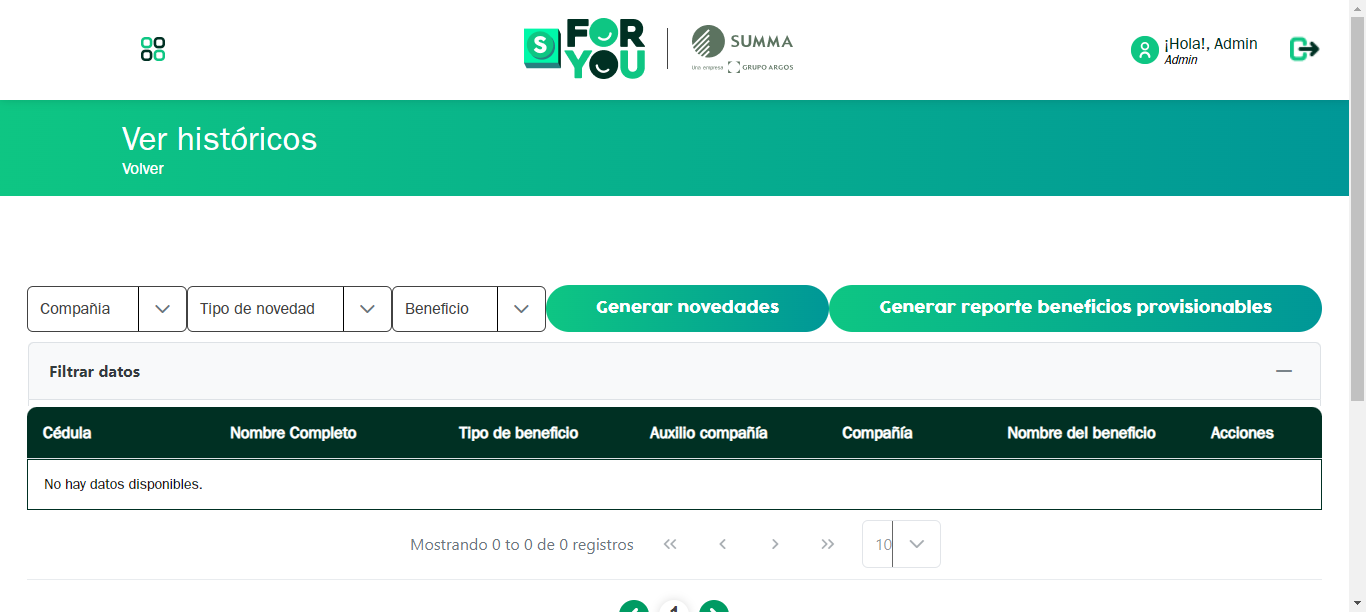 S FOR YOU
SUMMA
Una empresa GRUPO ARGOS
¡Hola!, Admin
Admin
Ver históricos
Volver
Compañia
Tipo de novedad
Beneficio
Generar novedades
Generar reporte beneficios provisionables
Filtrar datos
Cédula Nombre Completo Tipo de beneficio Auxilio compañía Compañía Nombre del beneficio Acciones
No hay datos disponibles.
Mostrando 0 to 0 de 0 registros
10
1